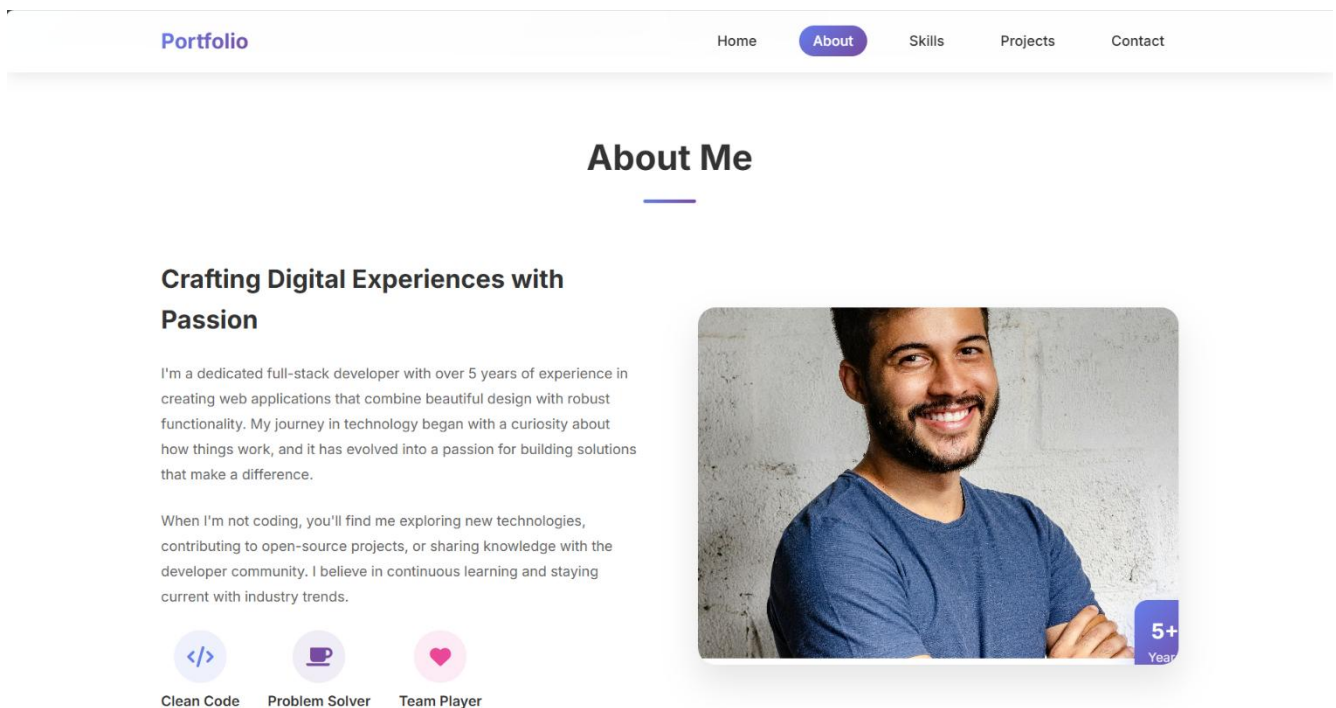 Portfolio
Home
About
Skills
Projects
Contact
About Me
Crafting Digital Experiences with
Passion
I'm a dedicated full-stack developer with over 5 years of experience in
creating web applications that combine beautiful design with robust
functionality. My journey in technology began with a curiosity about
how things work, and it has evolved into a passion for building solutions
that make a difference.
When I'm not coding, you'll find me exploring new technologies,
contributing to open-source projects, or sharing knowledge with the
developer community. I believe in continuous learning and staying
current with industry trends.
</>
Clean Code
Problem Solver
Team Player
5+
Year